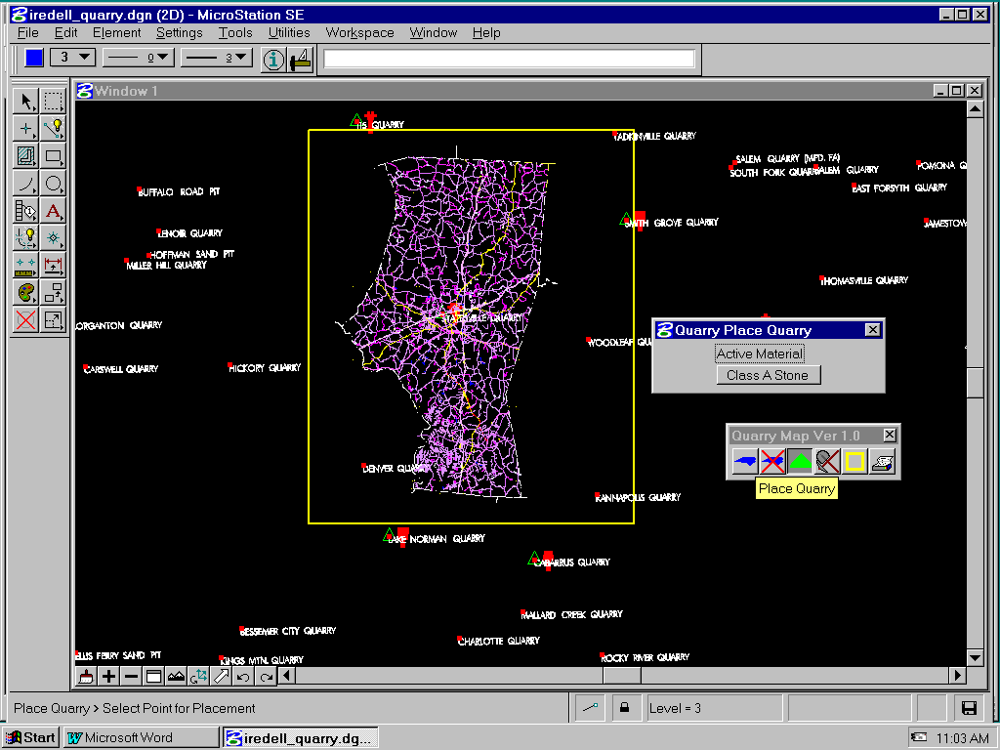 iredell_quarry.dgn (2D) - MicroStation SE
File Edit Element Settings Tools Utilities Workspace Window Help
3 0 3
Window 1
QUARRY
YADKINVILLE QUARRY
SALEM QUARRY (MFD. FA)
SOUTH FORK QUARRY
SALEM QUARRY
POMONA Q
EAST FORSYTH QUARRY
BUFFALO ROAD PIT
SMITH GROVE QUARRY
JAMESTOW
LENOIR QUARRY
HOFFMAN SAND PIT
MILLER HILL QUARRY
THOMASVILLE QUARRY
STATESVILLE QUARRY
ORGANTON QUARRY
WOODLEAF QU
CARSWELL QUARRY
HICKORY QUARRY
Quarry Place Quarry
Active Material
Class A Stone
Quarry Map Ver 1.0
Place Quarry
DENVER QUARRY
KANNAPOLIS QUARRY
LAKE NORMAN QUARRY
CABARRUS QUARRY
MALLARD CREEK QUARRY
BESSEMER CITY QUARRY
CHARLOTTE QUARRY
ELLIS FERRY SAND PIT
KINGS MTN. QUARRY
ROCKY RIVER QUARRY
Place Quarry > Select Point for Placement
Level = 3
Start
Microsoft Word
iredell_quarry.dg...
11:03 AM